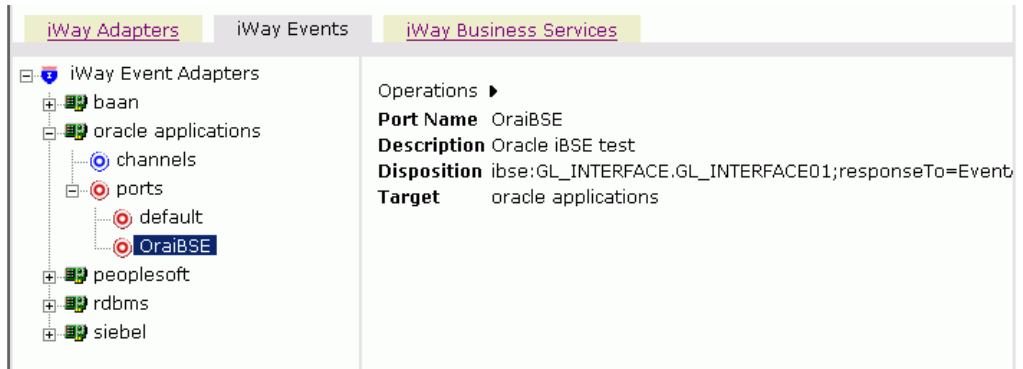 iWay Adapters iWay Events iWay Business Services
iWay Event Adapters
baan
oracle applications
channels
ports
default
OraiBSE
peoplesoft
rdbms
siebel
Operations
Port Name OraiBSE
Description Oracle iBSE test
Disposition ibse:GL_INTERFACE.GL_INTERFACE01;responseTo=Event
Target oracle applications